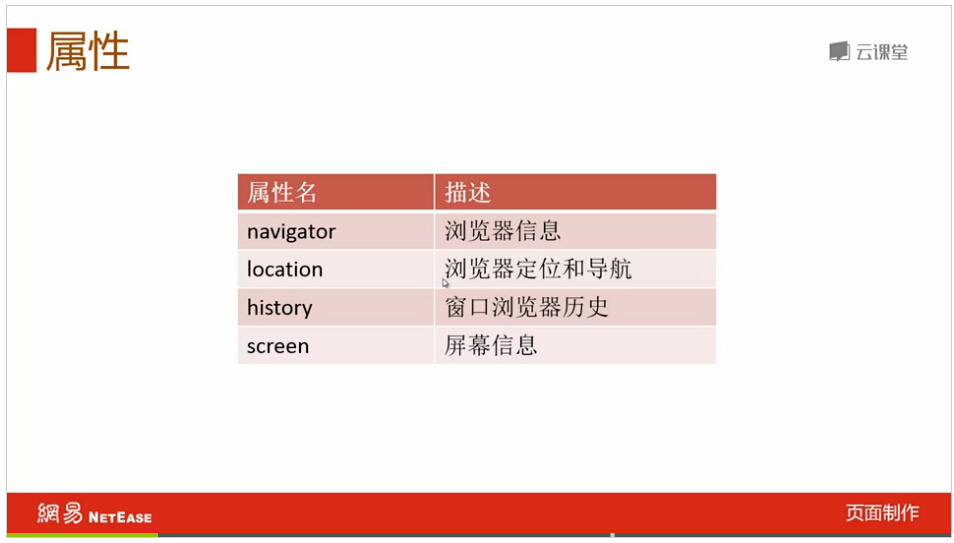 属性
云课堂
属性名 描述
navigator 浏览器信息
location 浏览器定位和导航
history 窗口浏览器历史
screen 屏幕信息
網易 NETEASE
页面制作